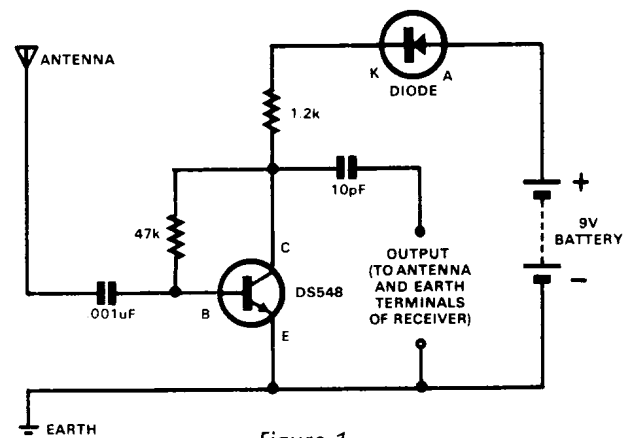 ANTENNA
K
A
DIODE
1.2k
10pF
+
9V
BATTERY
−
47k
C
OUTPUT
(TO ANTENNA
AND EARTH
TERMINALS
OF RECEIVER)
DS548
.001uF
B
E
EARTH
Figure 1